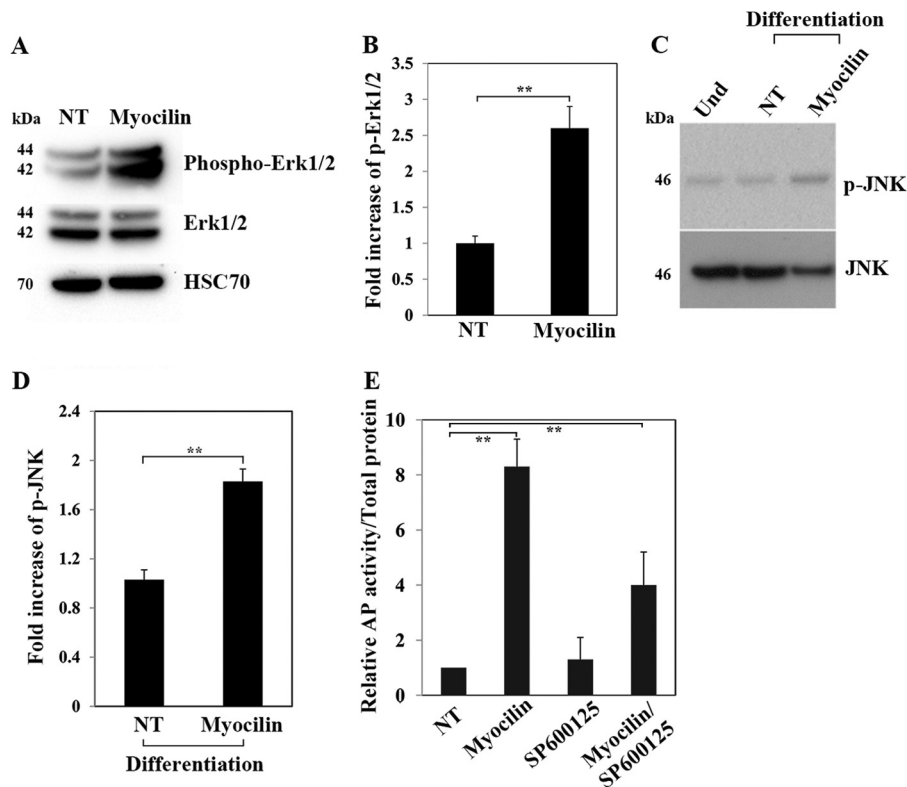 A
NT Myocilin
kDa
44
42
Phospho-Erk1/2
44
42
Erk1/2
70
HSC70
B
Fold increase of p-Erk1/2
3.5
3
2.5
2
1.5
1
0.5
0
**
NT Myocilin
C
Differentiation
Und NT Myocilin
kDa
46
p-JNK
46
JNK
D
Fold increase of p-JNK
2.4
2
1.6
1.2
0.8
0.4
0
**
NT Myocilin
Differentiation
E
Relative AP activity/Total protein
10
8
6
4
2
0
**
**
NT
Myocilin
SP600125
Myocilin/
SP600125